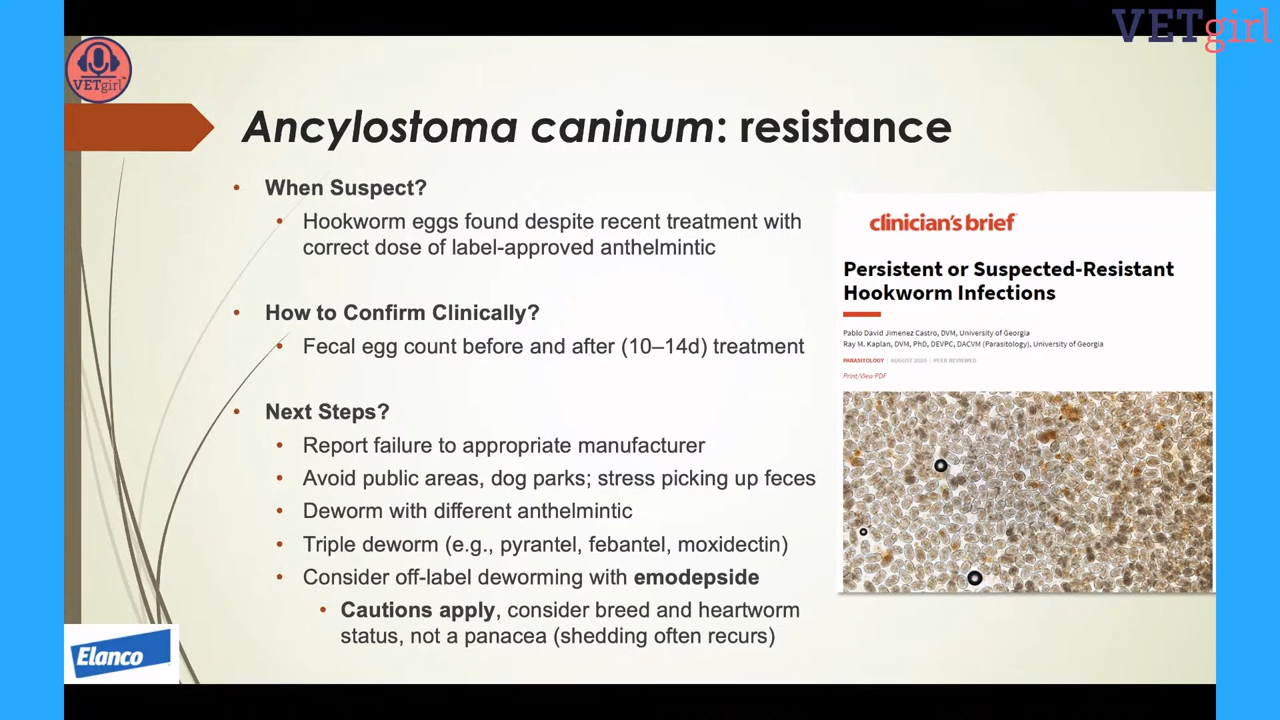 VETgirl
VETgirl
Ancylostoma caninum: resistance
• When Suspect?
• Hookworm eggs found despite recent treatment with
correct dose of label-approved anthelmintic
• How to Confirm Clinically?
• Fecal egg count before and after (10–14d) treatment
• Next Steps?
• Report failure to appropriate manufacturer
• Avoid public areas, dog parks; stress picking up feces
• Deworm with different anthelmintic
• Triple deworm (e.g., pyrantel, febantel, moxidectin)
• Consider off-label deworming with emodepside
• Cautions apply, consider breed and heartworm
status, not a panacea (shedding often recurs)
clinician's brief
Persistent or Suspected-Resistant
Hookworm Infections
Pablo David Jimenez Castro, DVM, University of Georgia
Ray M. Kaplan, DVM, PhD, DEVPC, DACVM (Parasitology), University of Georgia
PARASITOLOGY | AUGUST 2020 | PEER REVIEWED
Print/View PDF
Elanco